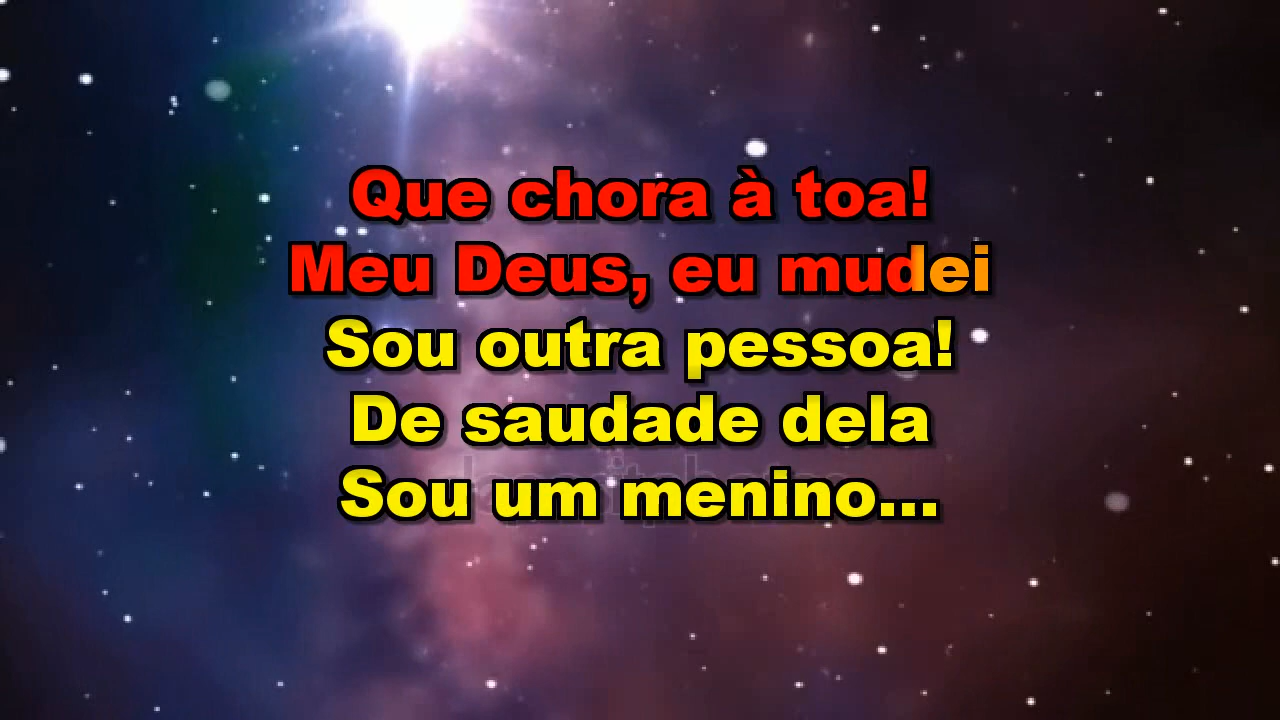 Que chora à toa!
Meu Deus, eu mudei
Sou outra pessoa!
De saudade dela
Sou um menino...